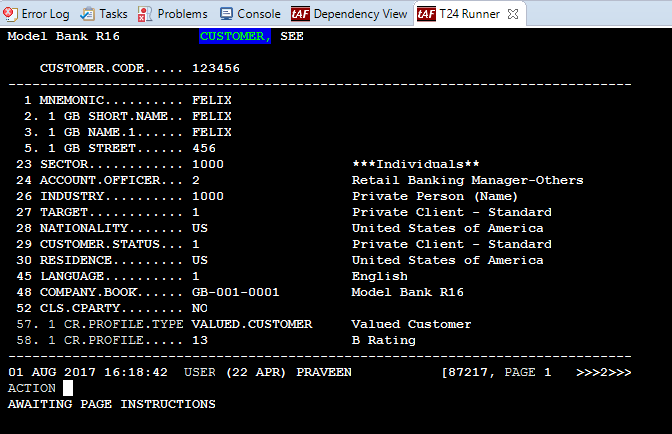 Error Log Tasks Problems Console Dependency View tAF T24 Runner
Model Bank R16 CUSTOMER, SEE
CUSTOMER.CODE..... 123456
------------------------------------------------------------------------------
1 MNEMONIC.......... FELIX
2. 1 GB SHORT.NAME.. FELIX
3. 1 GB NAME.1...... FELIX
5. 1 GB STREET...... 456
23 SECTOR............ 1000 ***Individuals**
24 ACCOUNT.OFFICER... 2 Retail Banking Manager-Others
26 INDUSTRY.......... 1000 Private Person (Name)
27 TARGET............ 1 Private Client - Standard
28 NATIONALITY....... US United States of America
29 CUSTOMER.STATUS... 1 Private Client - Standard
30 RESIDENCE......... US United States of America
45 LANGUAGE.......... 1 English
48 COMPANY.BOOK...... GB-001-0001 Model Bank R16
52 CLS.CPARTY........ NO
57. 1 CR.PROFILE.TYPE VALUED.CUSTOMER Valued Customer
58. 1 CR.PROFILE..... 13 B Rating
------------------------------------------------------------------------------
01 AUG 2017 16:18:42 USER (22 APR) PRAVEEN [87217, PAGE 1 >>>2>>>
ACTION
AWAITING PAGE INSTRUCTIONS